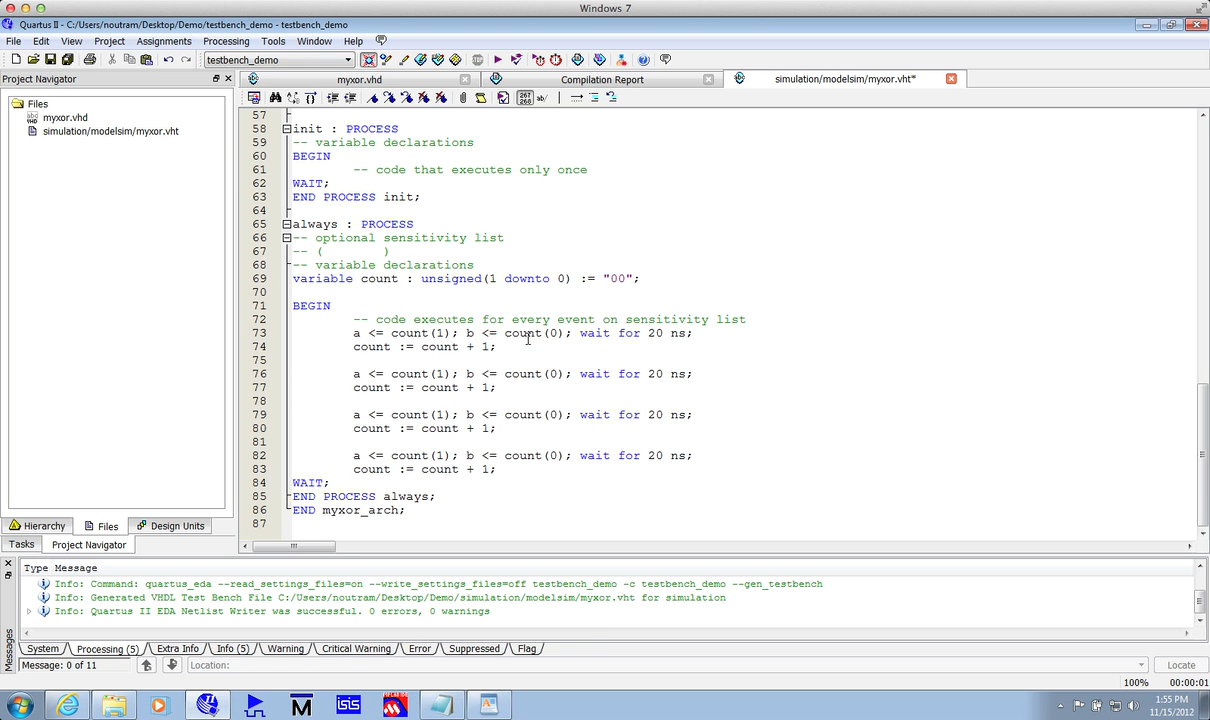 Windows 7
Quartus II - C:/Users/noutram/Desktop/Demo/testbench_demo - testbench_demo
File Edit View Project Assignments Processing Tools Window Help
testbench_demo
Project Navigator
myxor.vhd
Compilation Report
simulation/modelsim/myxor.vht*
Files
myxor.vhd
simulation/modelsim/myxor.vht
267
268
ab/
57
58 init : PROCESS
59 -- variable declarations
60 BEGIN
61 -- code that executes only once
62 WAIT;
63 END PROCESS init;
64
65 always : PROCESS
66 -- optional sensitivity list
67 -- ( )
68 -- variable declarations
69 variable count : unsigned(1 downto 0) := "00";
70
71 BEGIN
72 -- code executes for every event on sensitivity list
73 a <= count(1); b <= count(0); wait for 20 ns;
74 count := count + 1;
75
76 a <= count(1); b <= count(0); wait for 20 ns;
77 count := count + 1;
78
79 a <= count(1); b <= count(0); wait for 20 ns;
80 count := count + 1;
81
82 a <= count(1); b <= count(0); wait for 20 ns;
83 count := count + 1;
84 WAIT;
85 END PROCESS always;
86 END myxor_arch;
87
Hierarchy Files Design Units
Tasks Project Navigator
Type Message
Info: Command: quartus_eda --read_settings_files=on --write_settings_files=off testbench_demo -c testbench_demo --gen_testbench
Info: Generated VHDL Test Bench File C:/Users/noutram/Desktop/Demo/simulation/modelsim/myxor.vht for simulation
Info: Quartus II EDA Netlist Writer was successful. 0 errors, 0 warnings
Messages
System Processing (5) Extra Info Info (5) Warning Critical Warning Error Suppressed Flag
Message: 0 of 11 Location: Locate
100% 00:00:01
M
ISIS
1:55 PM
11/15/2012